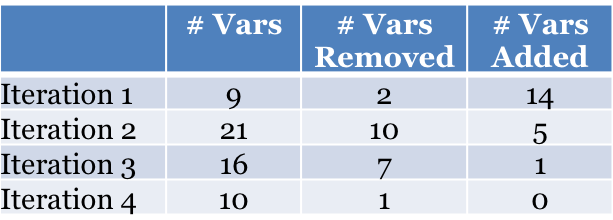 # Vars # Vars Removed # Vars Added
Iteration 1 9 2 14
Iteration 2 21 10 5
Iteration 3 16 7 1
Iteration 4 10 1 0